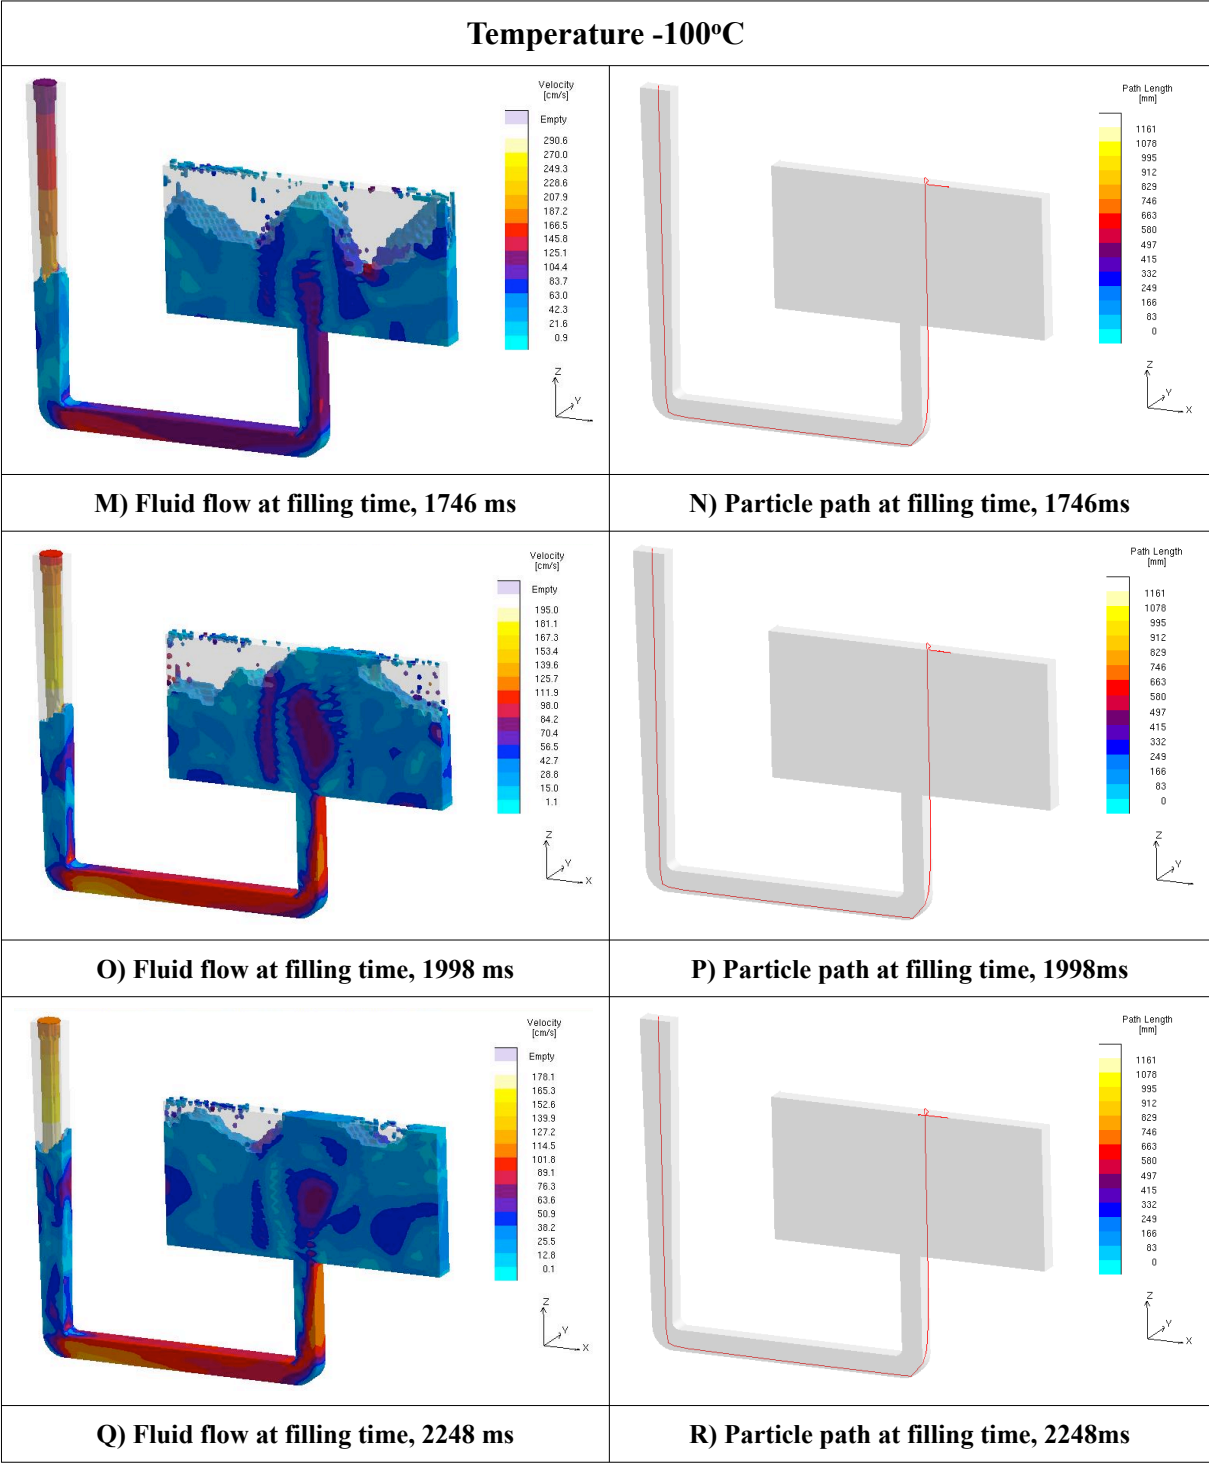 Temperature -100ºC
Velocity
[cm/s]
Empty
290.6
270.0
249.3
228.6
207.9
187.2
166.5
145.8
125.1
104.4
83.7
63.0
42.3
21.6
0.9
Z
Y
Path Length
[mm]
1161
1078
995
912
829
746
663
580
497
415
332
249
166
83
0
Z
Y
X
M) Fluid flow at filling time, 1746 ms
N) Particle path at filling time, 1746ms
Velocity
[cm/s]
Empty
195.0
181.1
167.3
153.4
139.6
125.7
111.9
98.0
84.2
70.4
56.5
42.7
28.8
15.0
1.1
Z
Y
X
Path Length
[mm]
1161
1078
995
912
829
746
663
580
497
415
332
249
166
83
0
Z
Y
O) Fluid flow at filling time, 1998 ms
P) Particle path at filling time, 1998ms
Velocity
[cm/s]
Empty
178.1
165.3
152.6
139.9
127.2
114.5
101.8
89.1
76.3
63.6
50.9
38.2
25.5
12.8
0.1
Z
Y
X
Path Length
[mm]
1161
1078
995
912
829
746
663
580
497
415
332
249
166
83
0
Z
Y
X
Q) Fluid flow at filling time, 2248 ms
R) Particle path at filling time, 2248ms